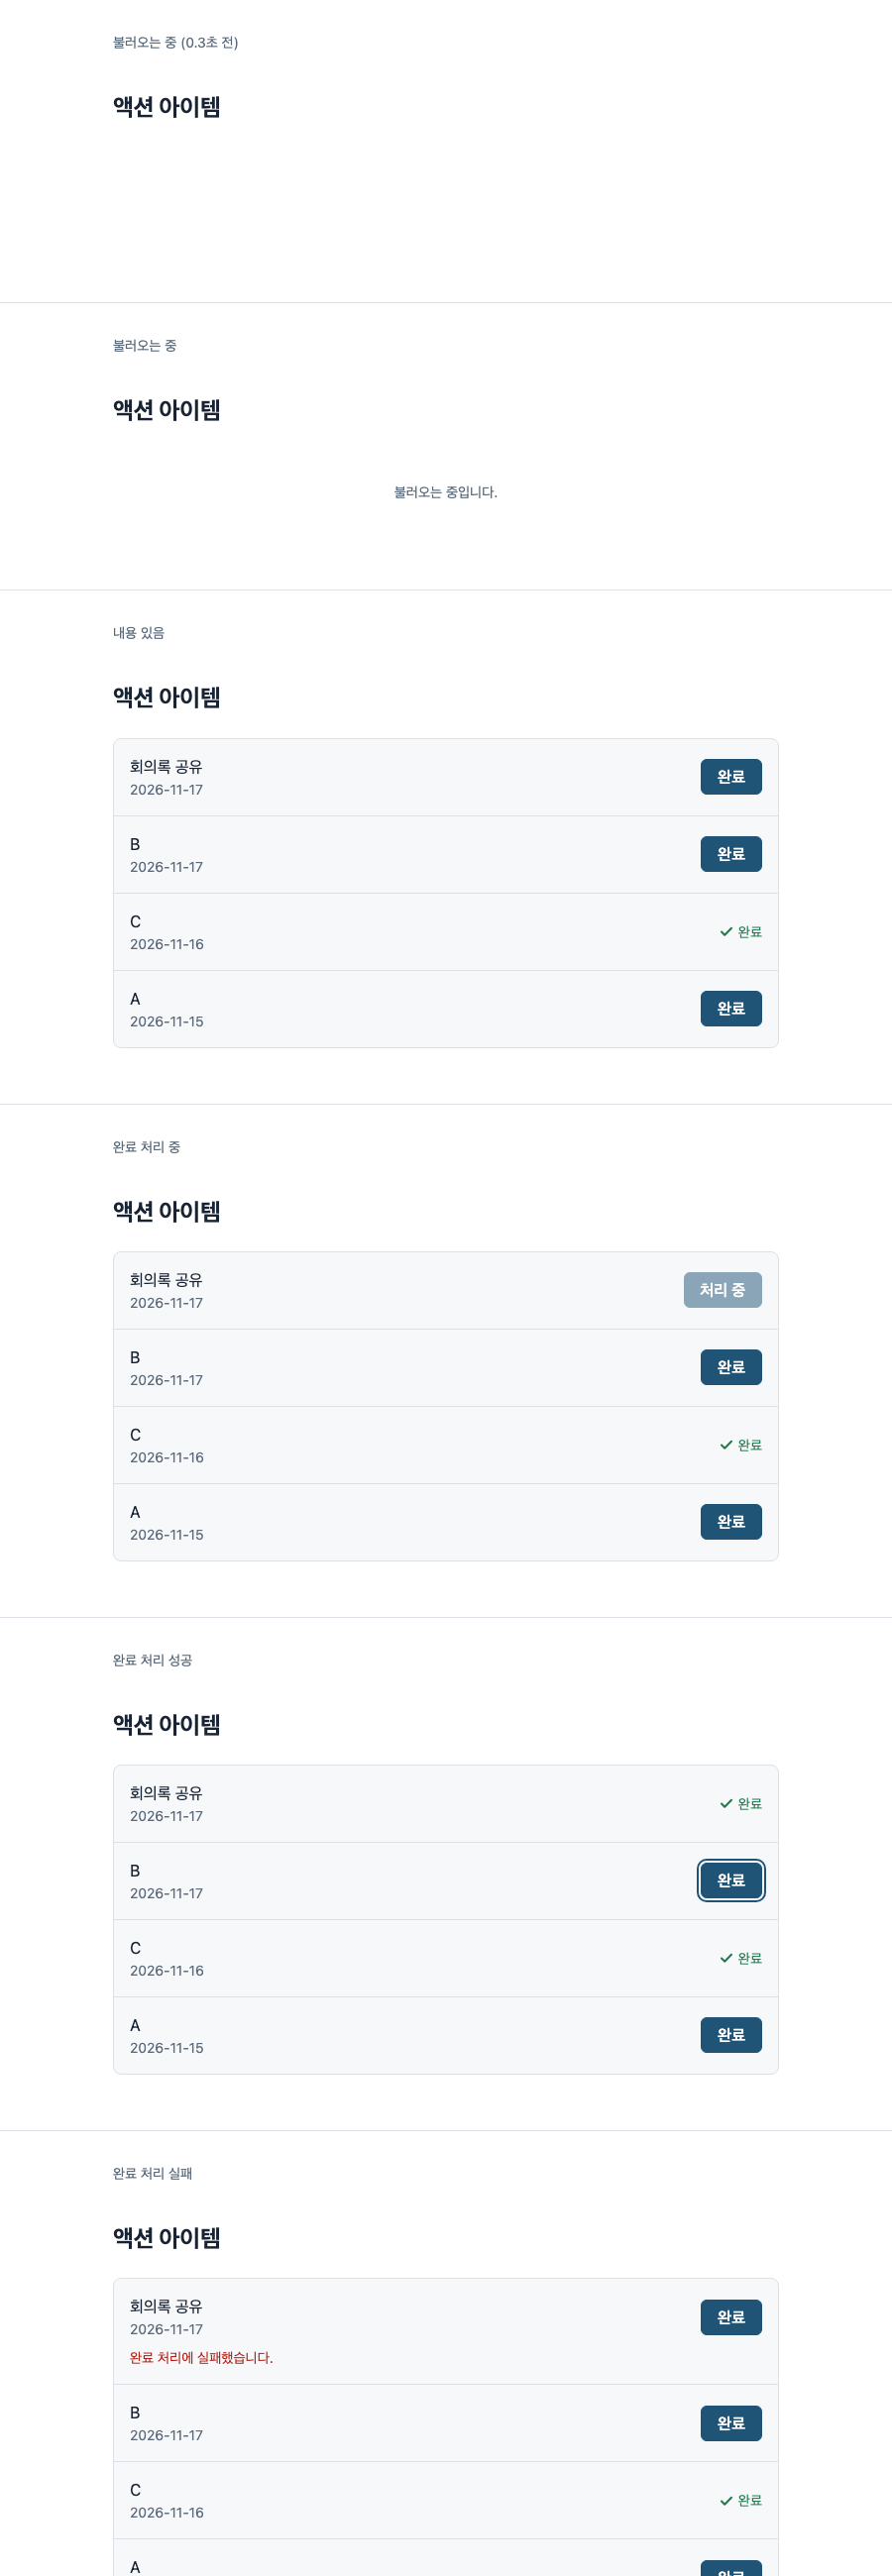 불러오는 중 (0.3초 전)
액션 아이템
불러오는 중
액션 아이템
불러오는 중입니다.
내용 있음
액션 아이템
회의록 공유
2026-11-17
완료
B
2026-11-17
완료
C
2026-11-16
완료
A
2026-11-15
완료
완료 처리 중
액션 아이템
회의록 공유
2026-11-17
처리 중
B
2026-11-17
완료
C
2026-11-16
완료
A
2026-11-15
완료
완료 처리 성공
액션 아이템
회의록 공유
2026-11-17
완료
B
2026-11-17
완료
C
2026-11-16
완료
A
2026-11-15
완료
완료 처리 실패
액션 아이템
회의록 공유
2026-11-17
완료
완료 처리에 실패했습니다.
B
2026-11-17
완료
C
2026-11-16
완료
A